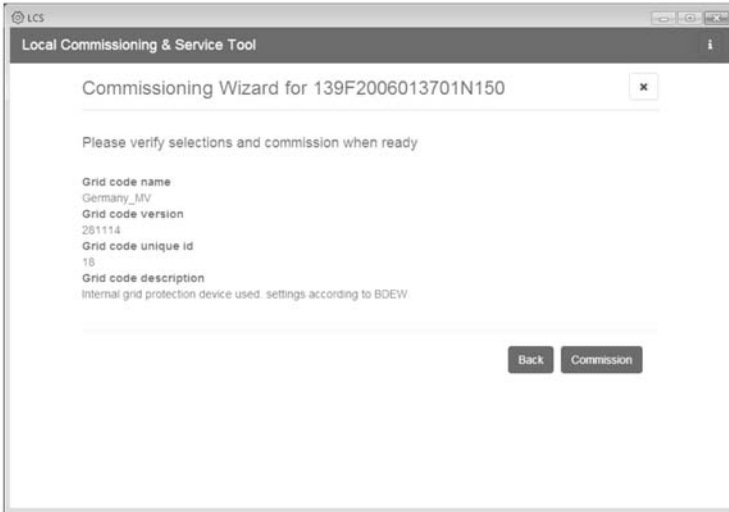 LCS
Local Commissioning & Service Tool
i
Commissioning Wizard for 139F2006013701N150
×
Please verify selections and commission when ready
Grid code name
Germany_MV
Grid code version
281114
Grid code unique id
18
Grid code description
Internal grid protection device used. settings according to BDEW
Back
Commission